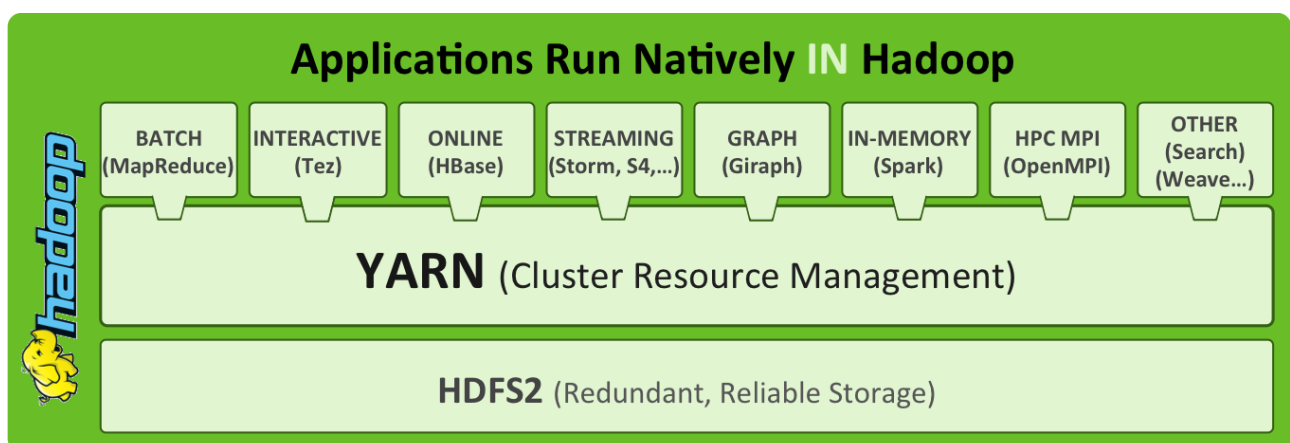 Applications Run Natively IN Hadoop
BATCH
(MapReduce)
INTERACTIVE
(Tez)
ONLINE
(HBase)
STREAMING
(Storm, S4,...)
GRAPH
(Giraph)
IN-MEMORY
(Spark)
HPC MPI
(OpenMPI)
OTHER
(Search)
(Weave...)
hadoop
YARN (Cluster Resource Management)
HDFS2 (Redundant, Reliable Storage)